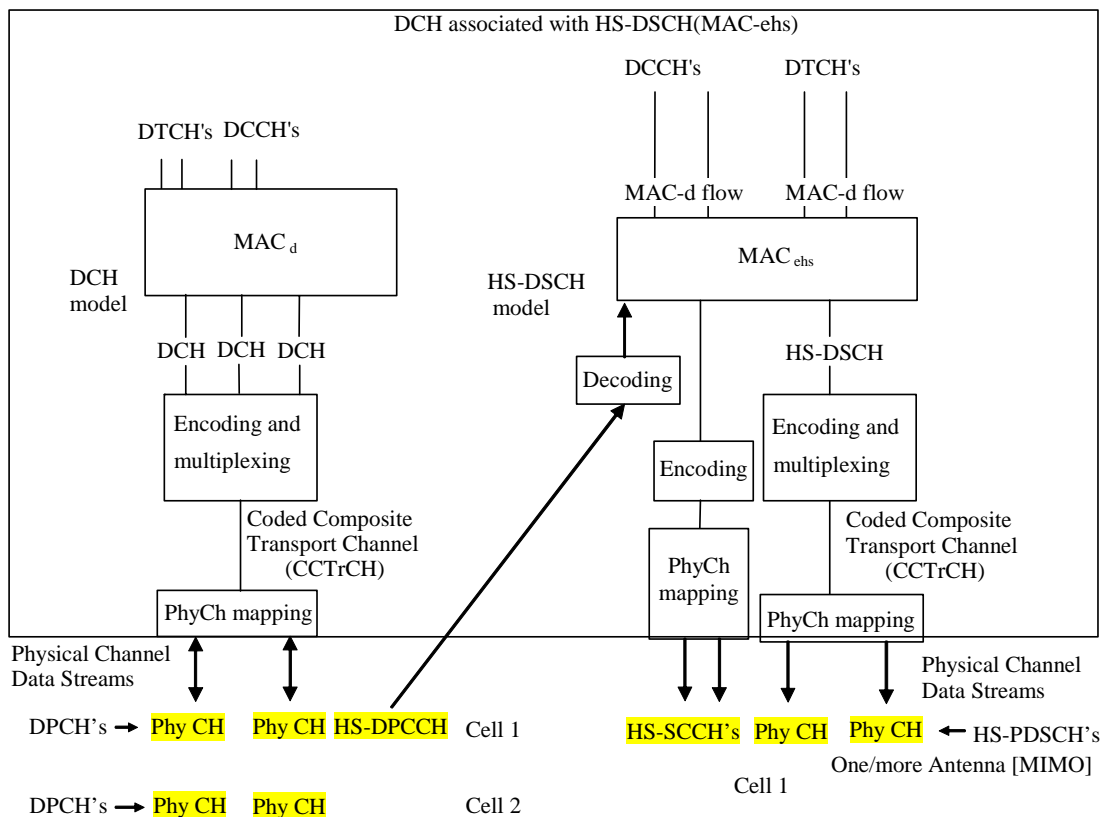 DCH associated with HS-DSCH(MAC-ehs)
DCCH's DTCH's
DTCH's DCCH's
MAC-d flow MAC-d flow
MAC d
MAC ehs
DCH
model
HS-DSCH
model
DCH DCH DCH
HS-DSCH
Decoding
Encoding and
multiplexing
Encoding
Encoding and
multiplexing
Coded Composite
Transport Channel
(CCTrCH)
Coded Composite
Transport Channel
(CCTrCH)
PhyCh
mapping
PhyCh mapping
PhyCh mapping
Physical Channel
Data Streams
Physical Channel
Data Streams
DPCH's Phy CH Phy CH HS-DPCCH Cell 1
HS-SCCH's Phy CH Phy CH HS-PDSCH's
One/more Antenna [MIMO]
Cell 1
DPCH's Phy CH Phy CH Cell 2